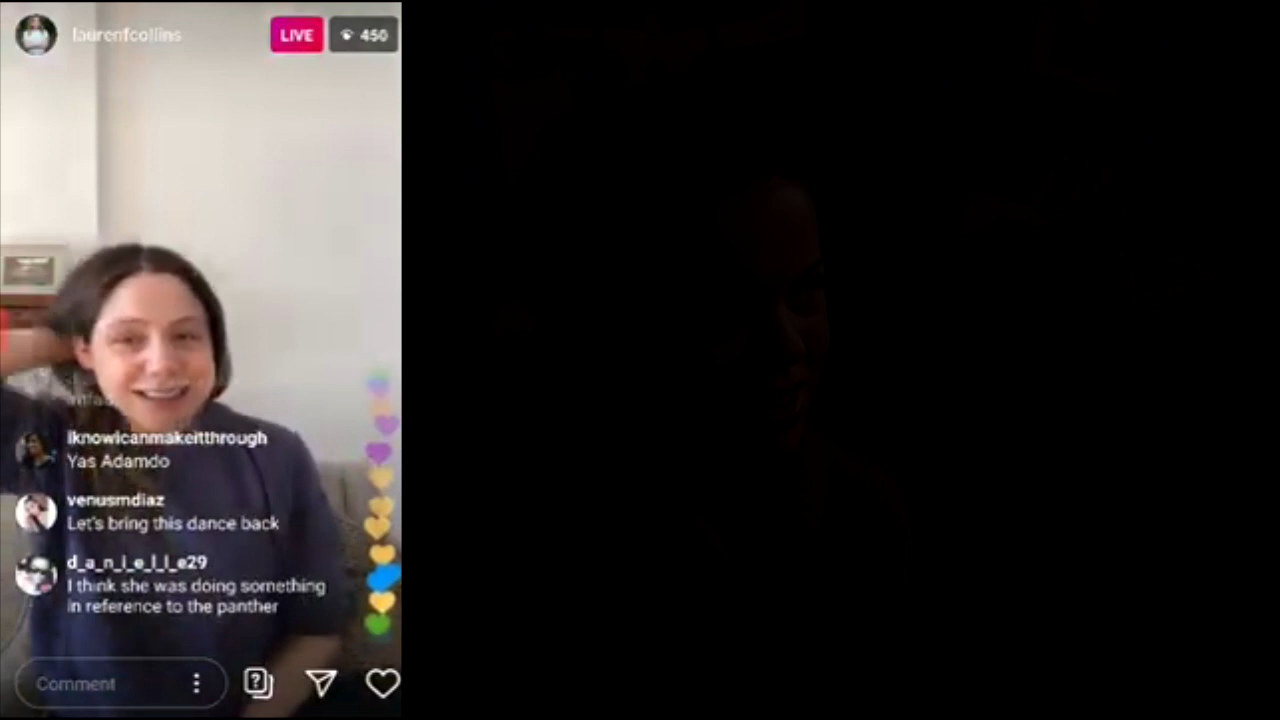 laurenfcollins
LIVE
450
iknowicanmakeitthrough
Yas Adamdo
venusmdiaz
Let's bring this dance back
d_a_n_i_e_l_l_e29
I think she was doing something
in reference to the panther
Comment